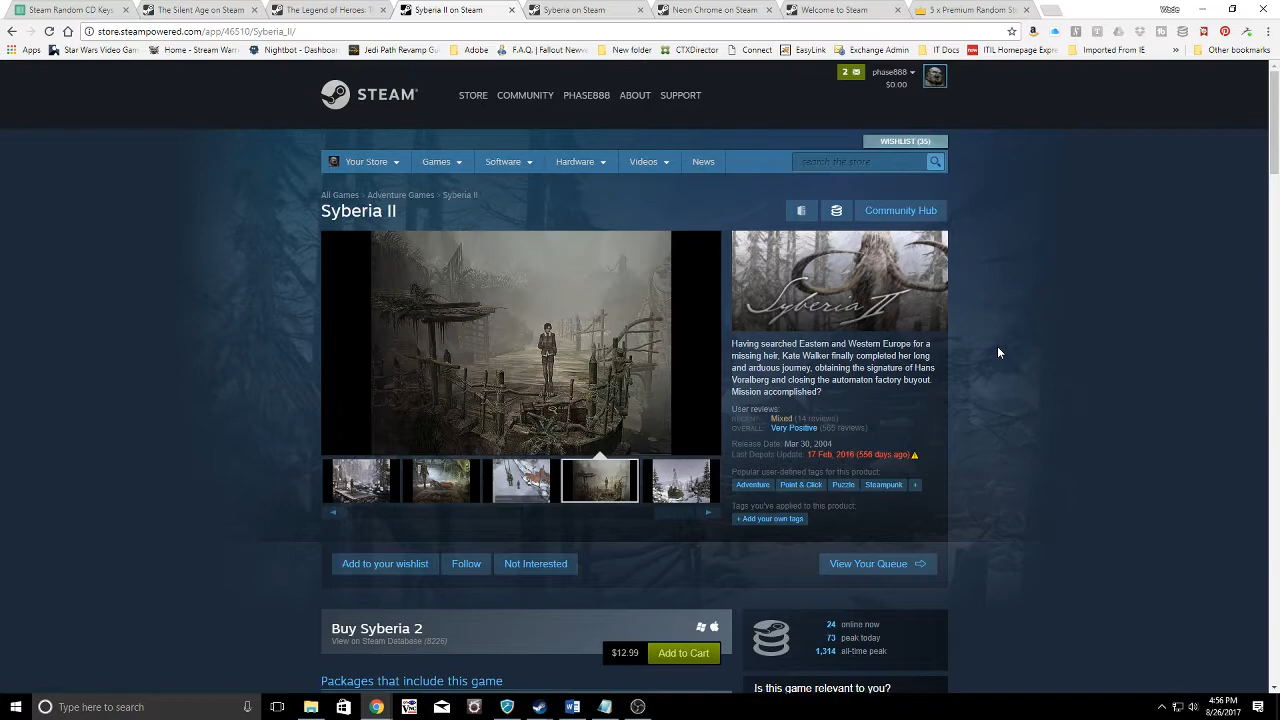 Steam Random CD Keys
The Silent Age on Steam
The Legend of Heroes: T
Syberia II on Steam
Syberia on Steam
Neon Chrome on Steam
Welcome to Steam
5 x Premium Random St
Wade
store.steampowered.com/app/46510/Syberia_II/
Apps
Star Wars Video Gam
Home - Steam Warri
Nightbot - Dashboar
Jedi Path Revamp Gu
Adobe
F.A.Q. | Fallout News
New folder
CTXDirector
Connect
EasyLink
Exchange Admin
IT Docs
ITIL Homepage
Imported From IE
Other bookmarks
2
phase888
$0.00
STEAM
STORE COMMUNITY PHASE888 ABOUT SUPPORT
WISHLIST (35)
Your Store Games Software Hardware Videos News
search the store
All Games > Adventure Games > Syberia II
Syberia II
Community Hub
Syberia II
Having searched Eastern and Western Europe for a
missing heir, Kate Walker finally completed her long
and arduous journey, obtaining the signature of Hans
Voralberg and closing the automaton factory buyout.
Mission accomplished?
User reviews:
RECENT: Mixed (14 reviews)
OVERALL: Very Positive (565 reviews)
Release Date: Mar 30, 2004
Last Depots Update: 17 Feb, 2016 (556 days ago)
Popular user-defined tags for this product:
Adventure Point & Click Puzzle Steampunk +
Tags you've applied to this product:
+ Add your own tags
Add to your wishlist Follow Not Interested
View Your Queue
Buy Syberia 2
View on Steam Database (8226)
$12.99 Add to Cart
24 online now
73 peak today
1,314 all-time peak
Packages that include this game
Is this game relevant to you?
Type here to search
4:56 PM
8/26/2017